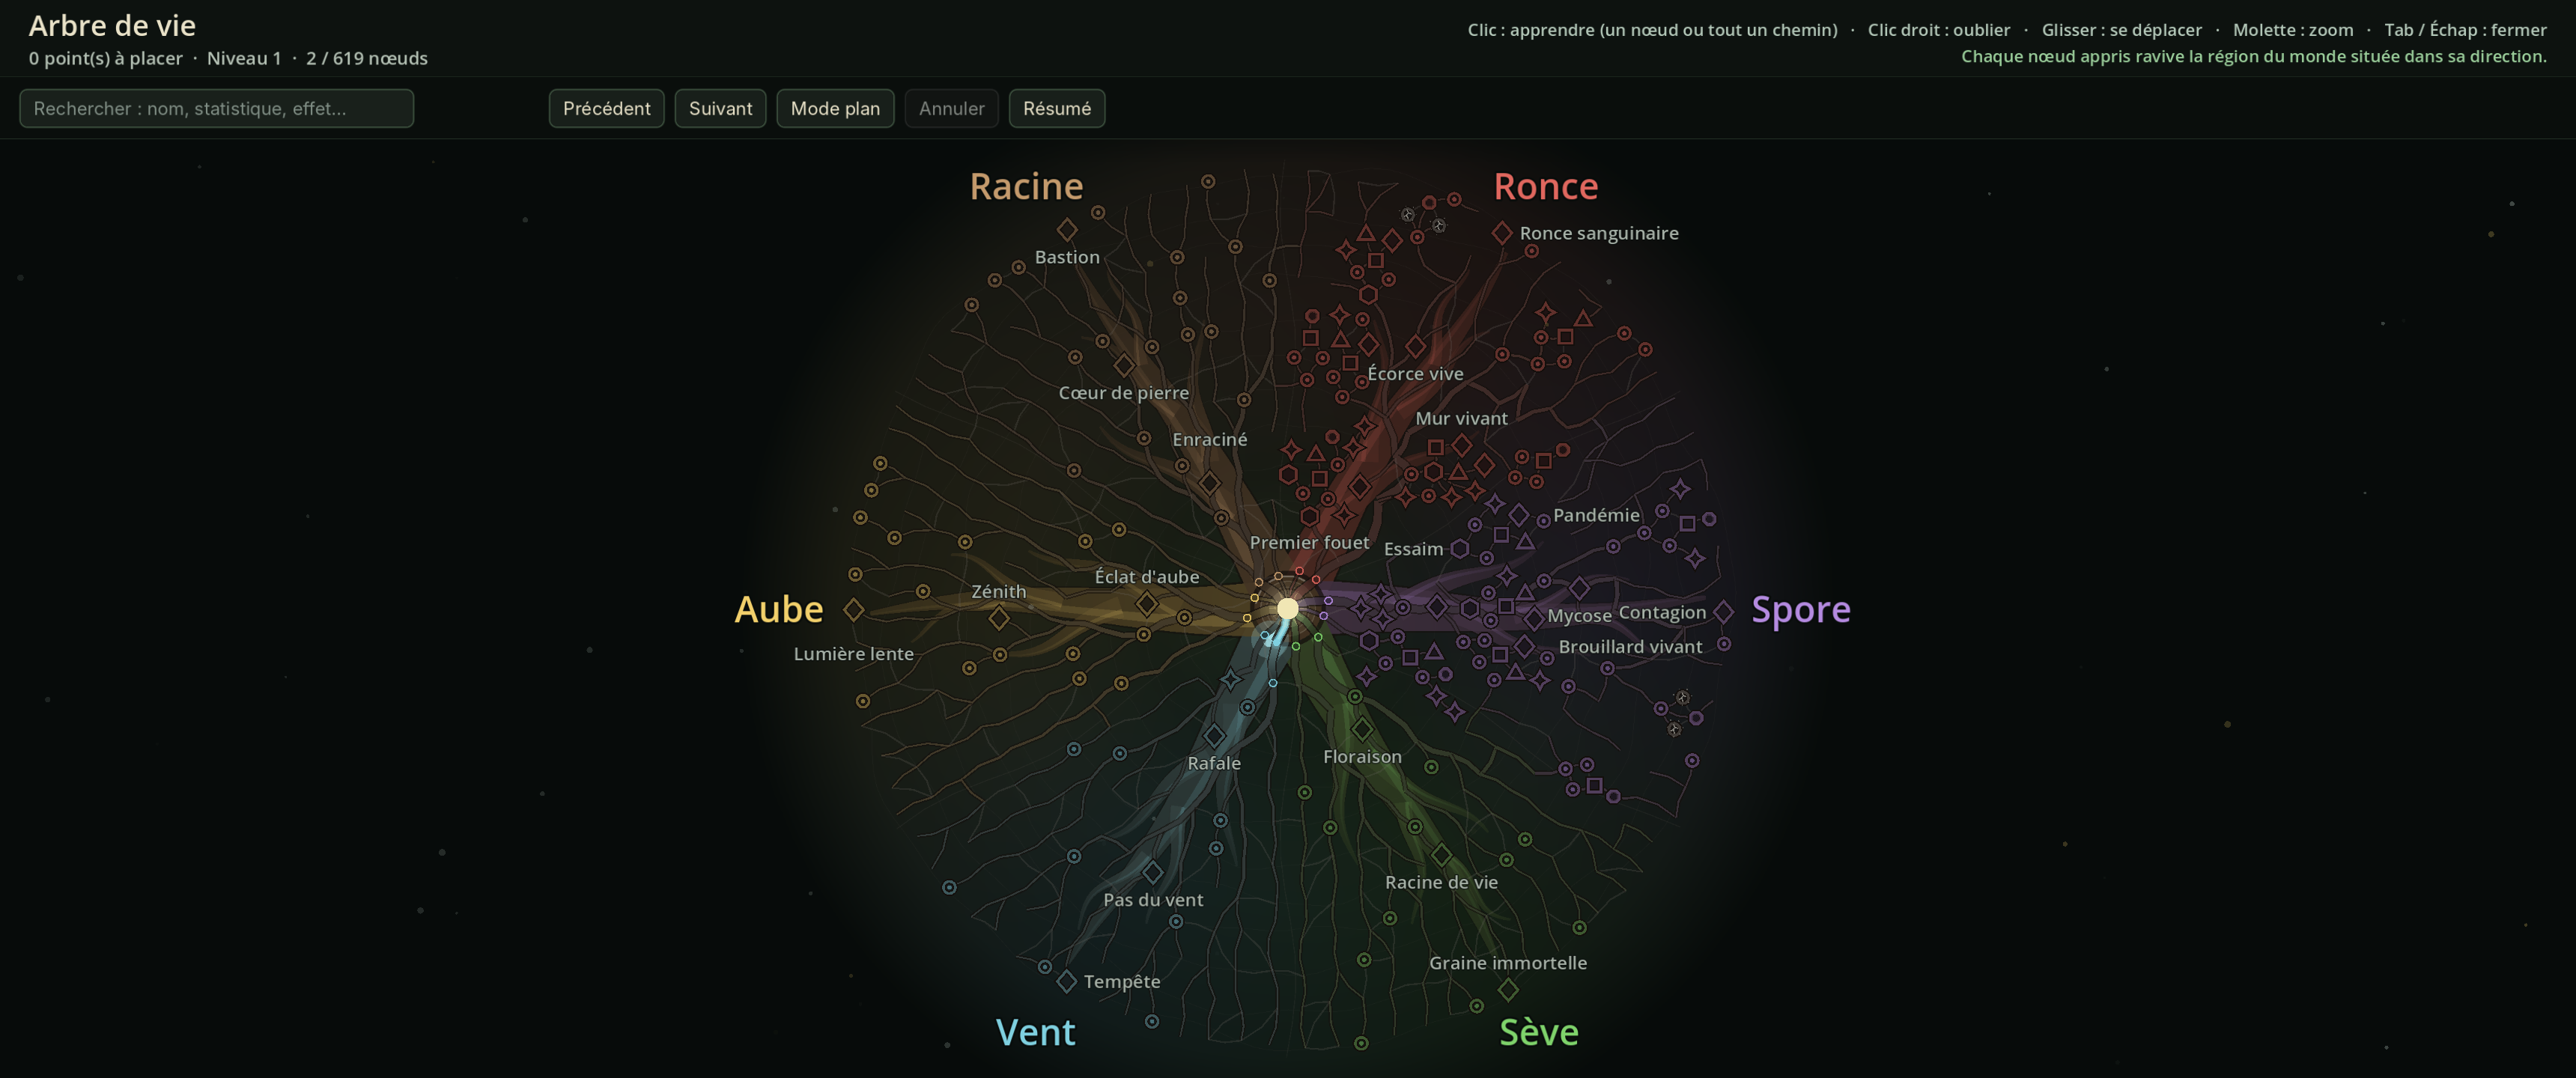 Arbre de vie
0 point(s) à placer · Niveau 1 · 2 / 619 nœuds
Clic : apprendre (un nœud ou tout un chemin) · Clic droit : oublier · Glisser : se déplacer · Molette : zoom · Tab / Échap : fermer
Chaque nœud appris ravive la région du monde située dans sa direction.
Rechercher : nom, statistique, effet...
Précédent
Suivant
Mode plan
Annuler
Résumé
Racine
Ronce
Ronce sanguinaire
Bastion
Écorce vive
Cœur de pierre
Mur vivant
Enraciné
Pandémie
Premier fouet
Essaim
Éclat d'aube
Zénith
Aube
Mycose
Contagion
Spore
Brouillard vivant
Lumière lente
Floraison
Rafale
Racine de vie
Pas du vent
Graine immortelle
Tempête
Vent
Sève